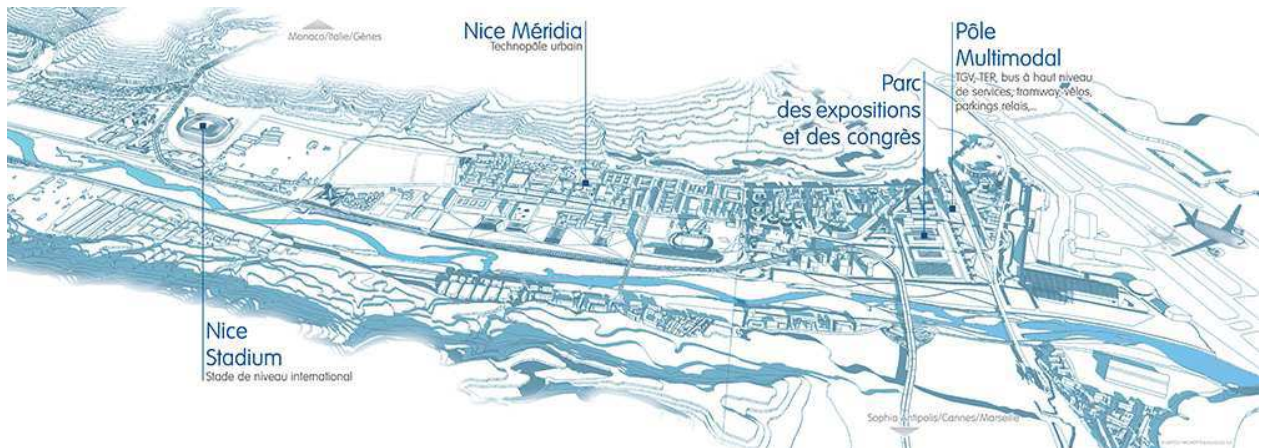 Monaco/Italie/Gênes
Nice Méridia
Technopôle urbain
Pôle
Multimodal
TGV, TER, bus à haut niveau
de services, tramway, vélos,
parkings relais,...
Parc
des expositions
et des congrès
Nice
Stadium
Stade de niveau international
Sophia Antipolis/Cannes/Marseille